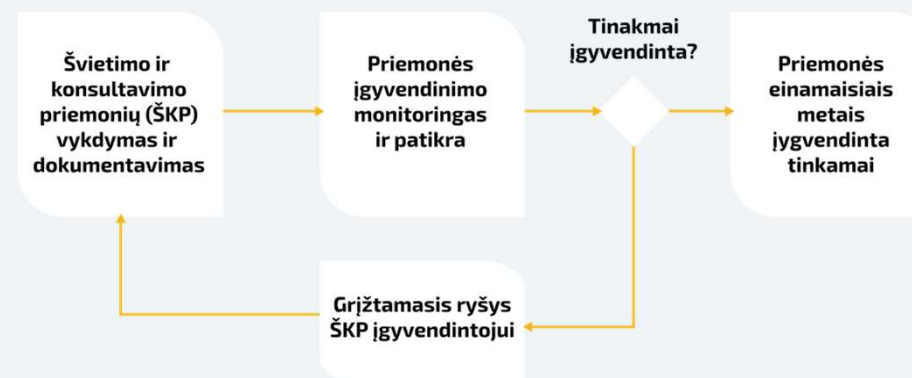 Švietimo ir
konsultavimo
priemonių (ŠKP)
vykdymas ir
dokumentavimas
Priemonės
įgyvendinimo
monitoringas
ir patikra
Tinakmai
įgyvendinta?
Priemonės
einamaisiais
metais
įygvendinta
tinkamai
Grįžtamasis ryšys
ŠKP įgyvendintojui